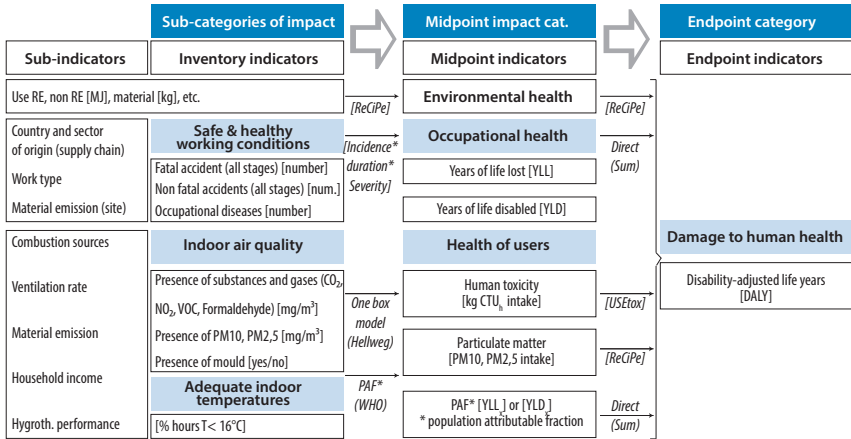 Sub-categories of impact
Midpoint impact cat.
Endpoint category
Sub-indicators
Inventory indicators
Midpoint indicators
Endpoint indicators
Use RE, non RE [MJ], material [kg], etc.
[ReCiPe]
Environmental health
[ReCiPe]
Country and sector
of origin (supply chain)
Work type
Material emission (site)
Safe & healthy
working conditions
Fatal accident (all stages) [number]
Non fatal accidents (all stages) [num.]
Occupational diseases [number]
[Incidence*
duration*
Severity]
Occupational health
Years of life lost [YLL]
Years of life disabled [YLD]
Direct
(Sum)
Combustion sources
Ventilation rate
Material emission
Household income
Hygroth. performance
Indoor air quality
Presence of substances and gases (CO₂,
NO₂, VOC, Formaldehyde) [mg/m³]
Presence of PM10, PM2,5 [mg/m³]
Presence of mould [yes/no]
Adequate indoor
temperatures
[% hours T< 16°C]
One box
model
(Hellweg)
PAF*
(WHO)
Health of users
Human toxicity
[kg CTUₕ intake]
Particulate matter
[PM10, PM2,5 intake]
PAF* [YLL] or [YLD]
* population attributable fraction
[USEtox]
[ReCiPe]
Direct
(Sum)
Damage to human health
Disability-adjusted life years
[DALY]